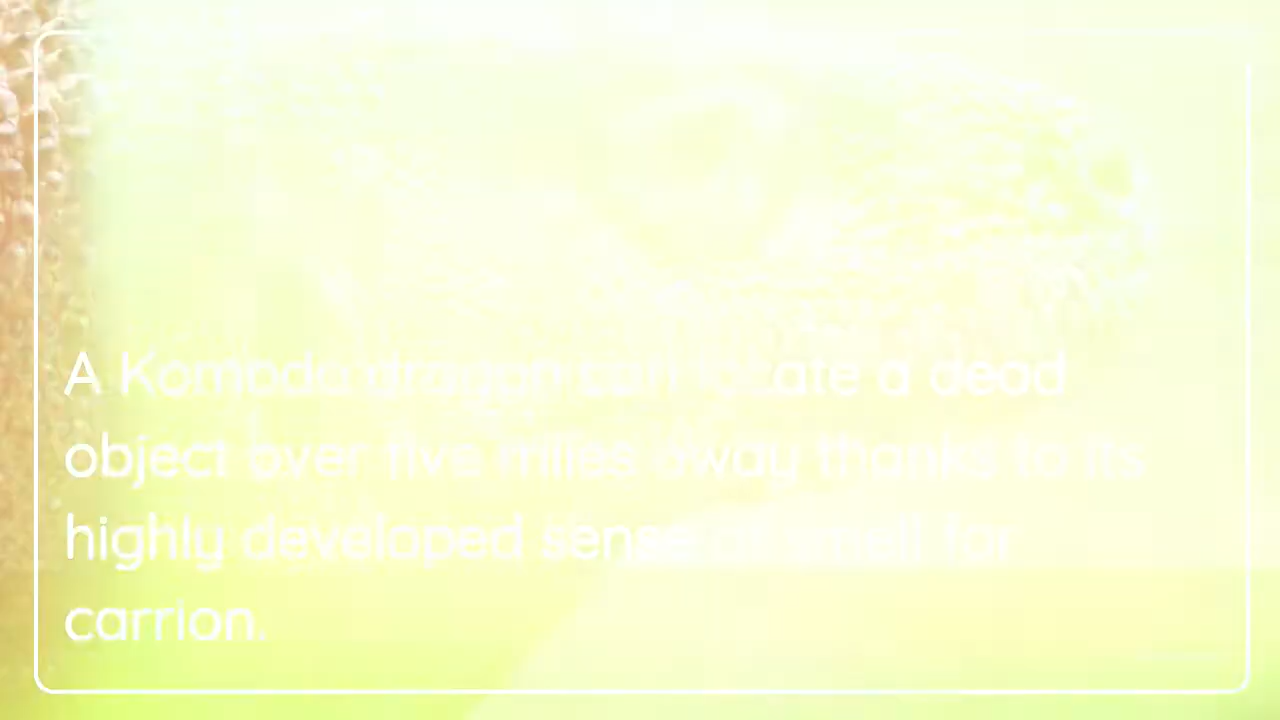 A Komodo dragon can locate a dead
object over five miles away thanks to its
highly developed sense of smell for
carrion.